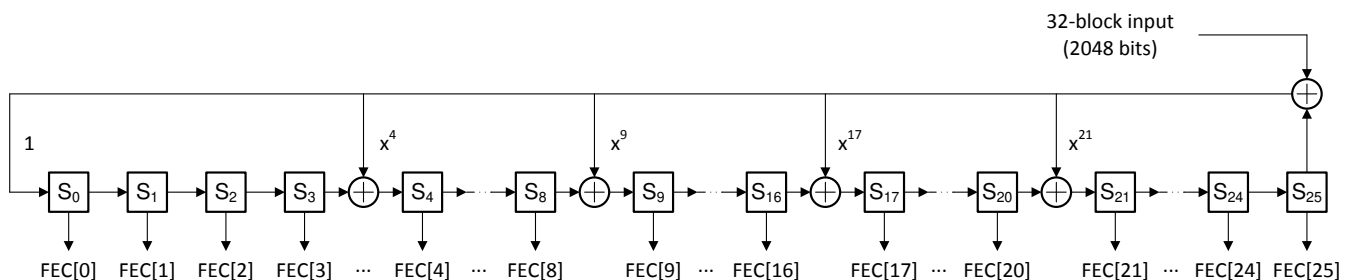 32-block input
(2048 bits)
1 x⁴ x⁹ x¹⁷ x²¹
S₀ S₁ S₂ S₃ S₄ ... S₈ S₉ ... S₁₆ S₁₇ ... S₂₀ S₂₁ ... S₂₄ S₂₅
FEC[0] FEC[1] FEC[2] FEC[3] ... FEC[4] ... FEC[8] FEC[9] ... FEC[16] FEC[17] ... FEC[20] FEC[21] ... FEC[24] FEC[25]